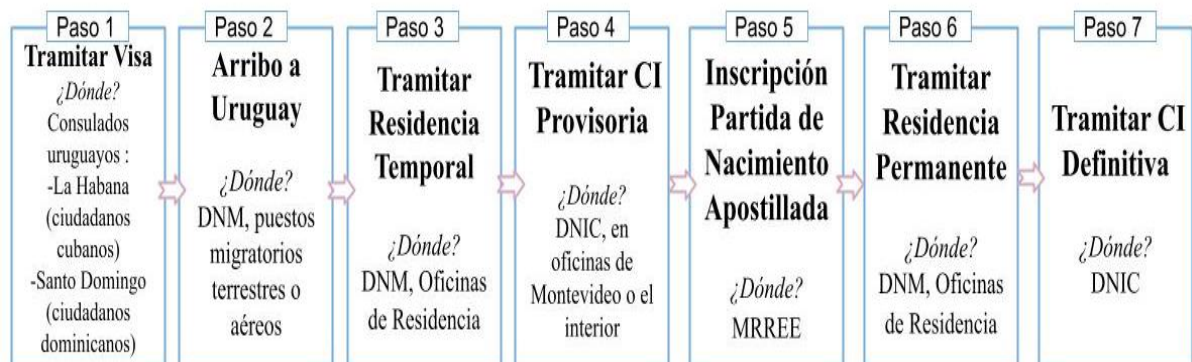 Paso 1
Tramitar Visa
¿Dónde?
Consulados
uruguayos :
-La Habana
(ciudadanos
cubanos)
-Santo Domingo
(ciudadanos
dominicanos)
Paso 2
Arribo a
Uruguay
¿Dónde?
DNM, puestos
migratorios
terrestres o
aéreos
Paso 3
Tramitar
Residencia
Temporal
¿Dónde?
DNM, Oficinas
de Residencia
Paso 4
Tramitar CI
Provisoria
¿Dónde?
DNIC, en
oficinas de
Montevideo o el
interior
Paso 5
Inscripción
Partida de
Nacimiento
Apostillada
¿Dónde?
MRREE
Paso 6
Tramitar
Residencia
Permanente
¿Dónde?
DNM, Oficinas
de Residencia
Paso 7
Tramitar CI
Definitiva
¿Dónde?
DNIC